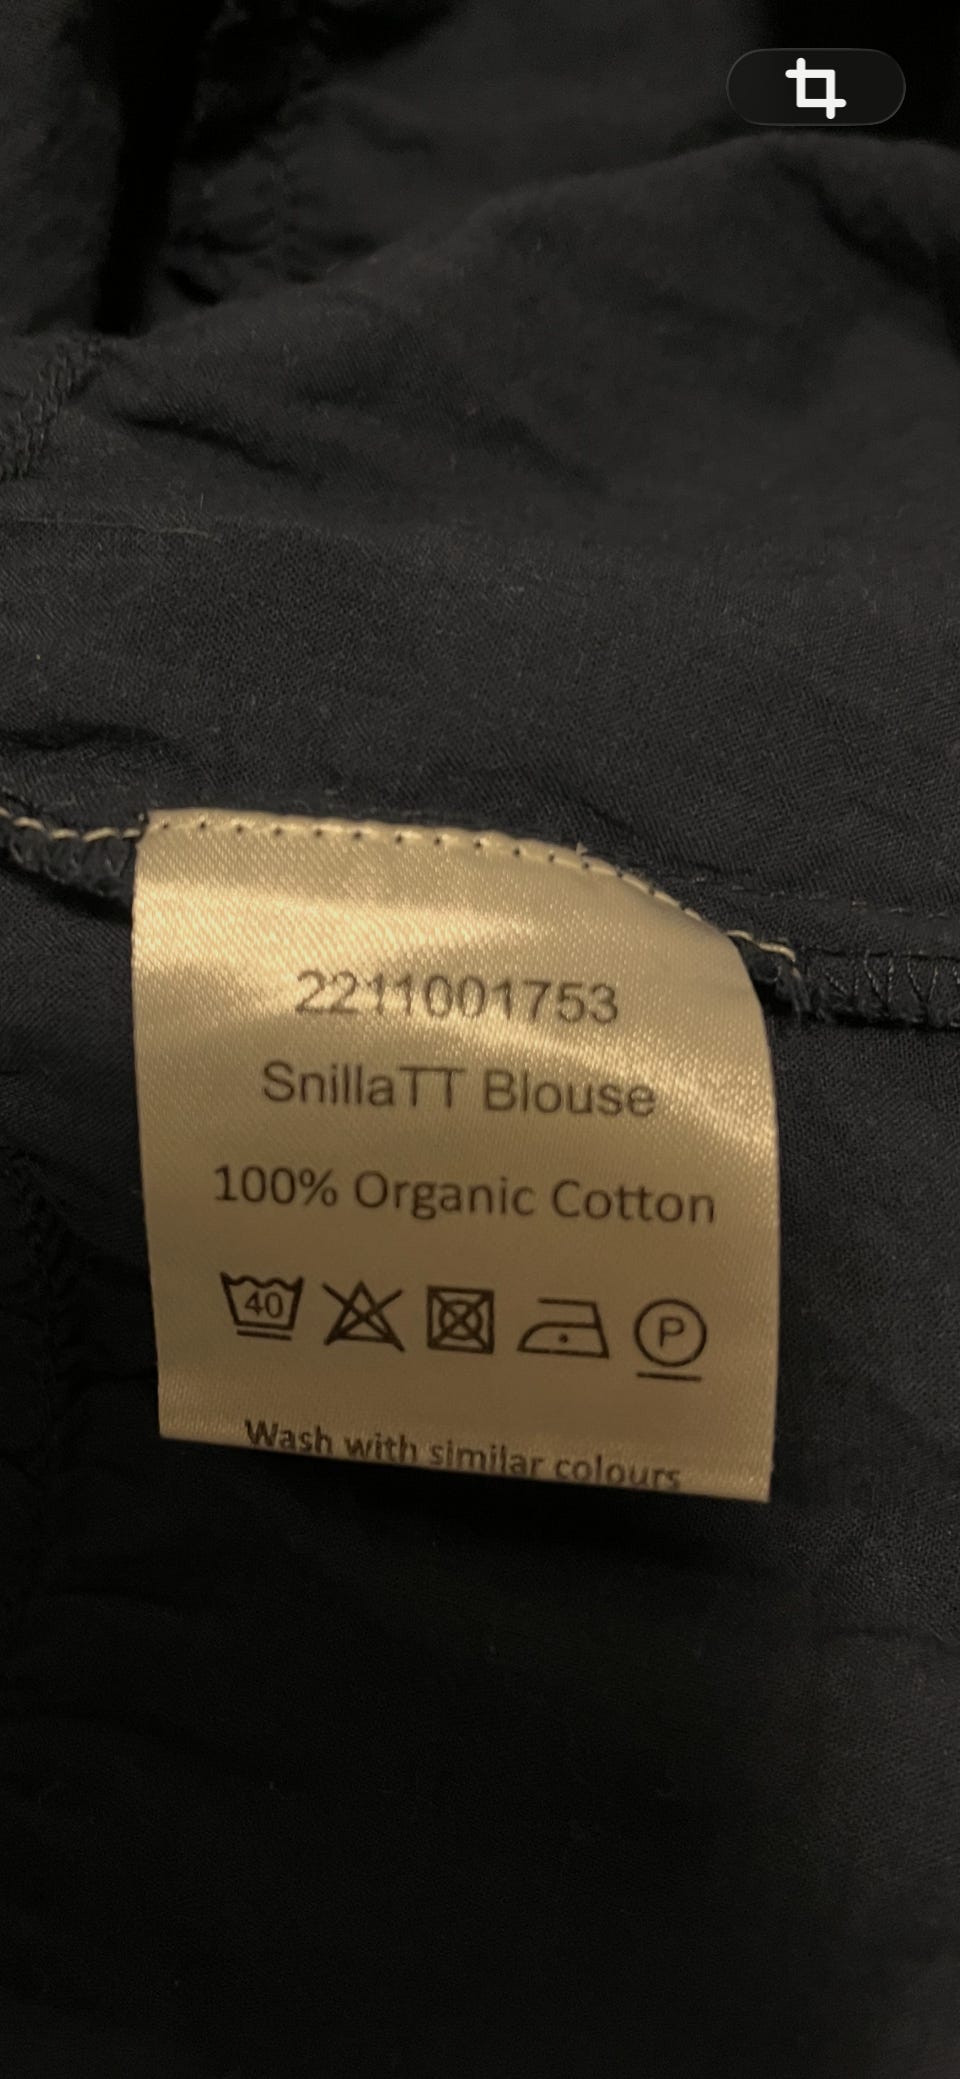 2211001753
SnillaTT Blouse
100% Organic Cotton
40 P
Wash with similar colours